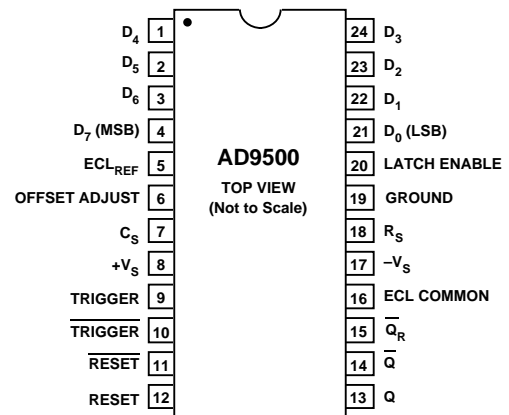 D4 1 24 D3
D5 2 23 D2
D6 3 22 D1
D7 (MSB) 4 21 D0 (LSB)
ECLREF 5 AD9500 20 LATCH ENABLE
OFFSET ADJUST 6 TOP VIEW 19 GROUND
(Not to Scale)
CS 7 18 RS
+VS 8 17 –VS
TRIGGER 9 16 ECL COMMON
TRIGGER 10 15 QR
RESET 11 14 Q
RESET 12 13 Q